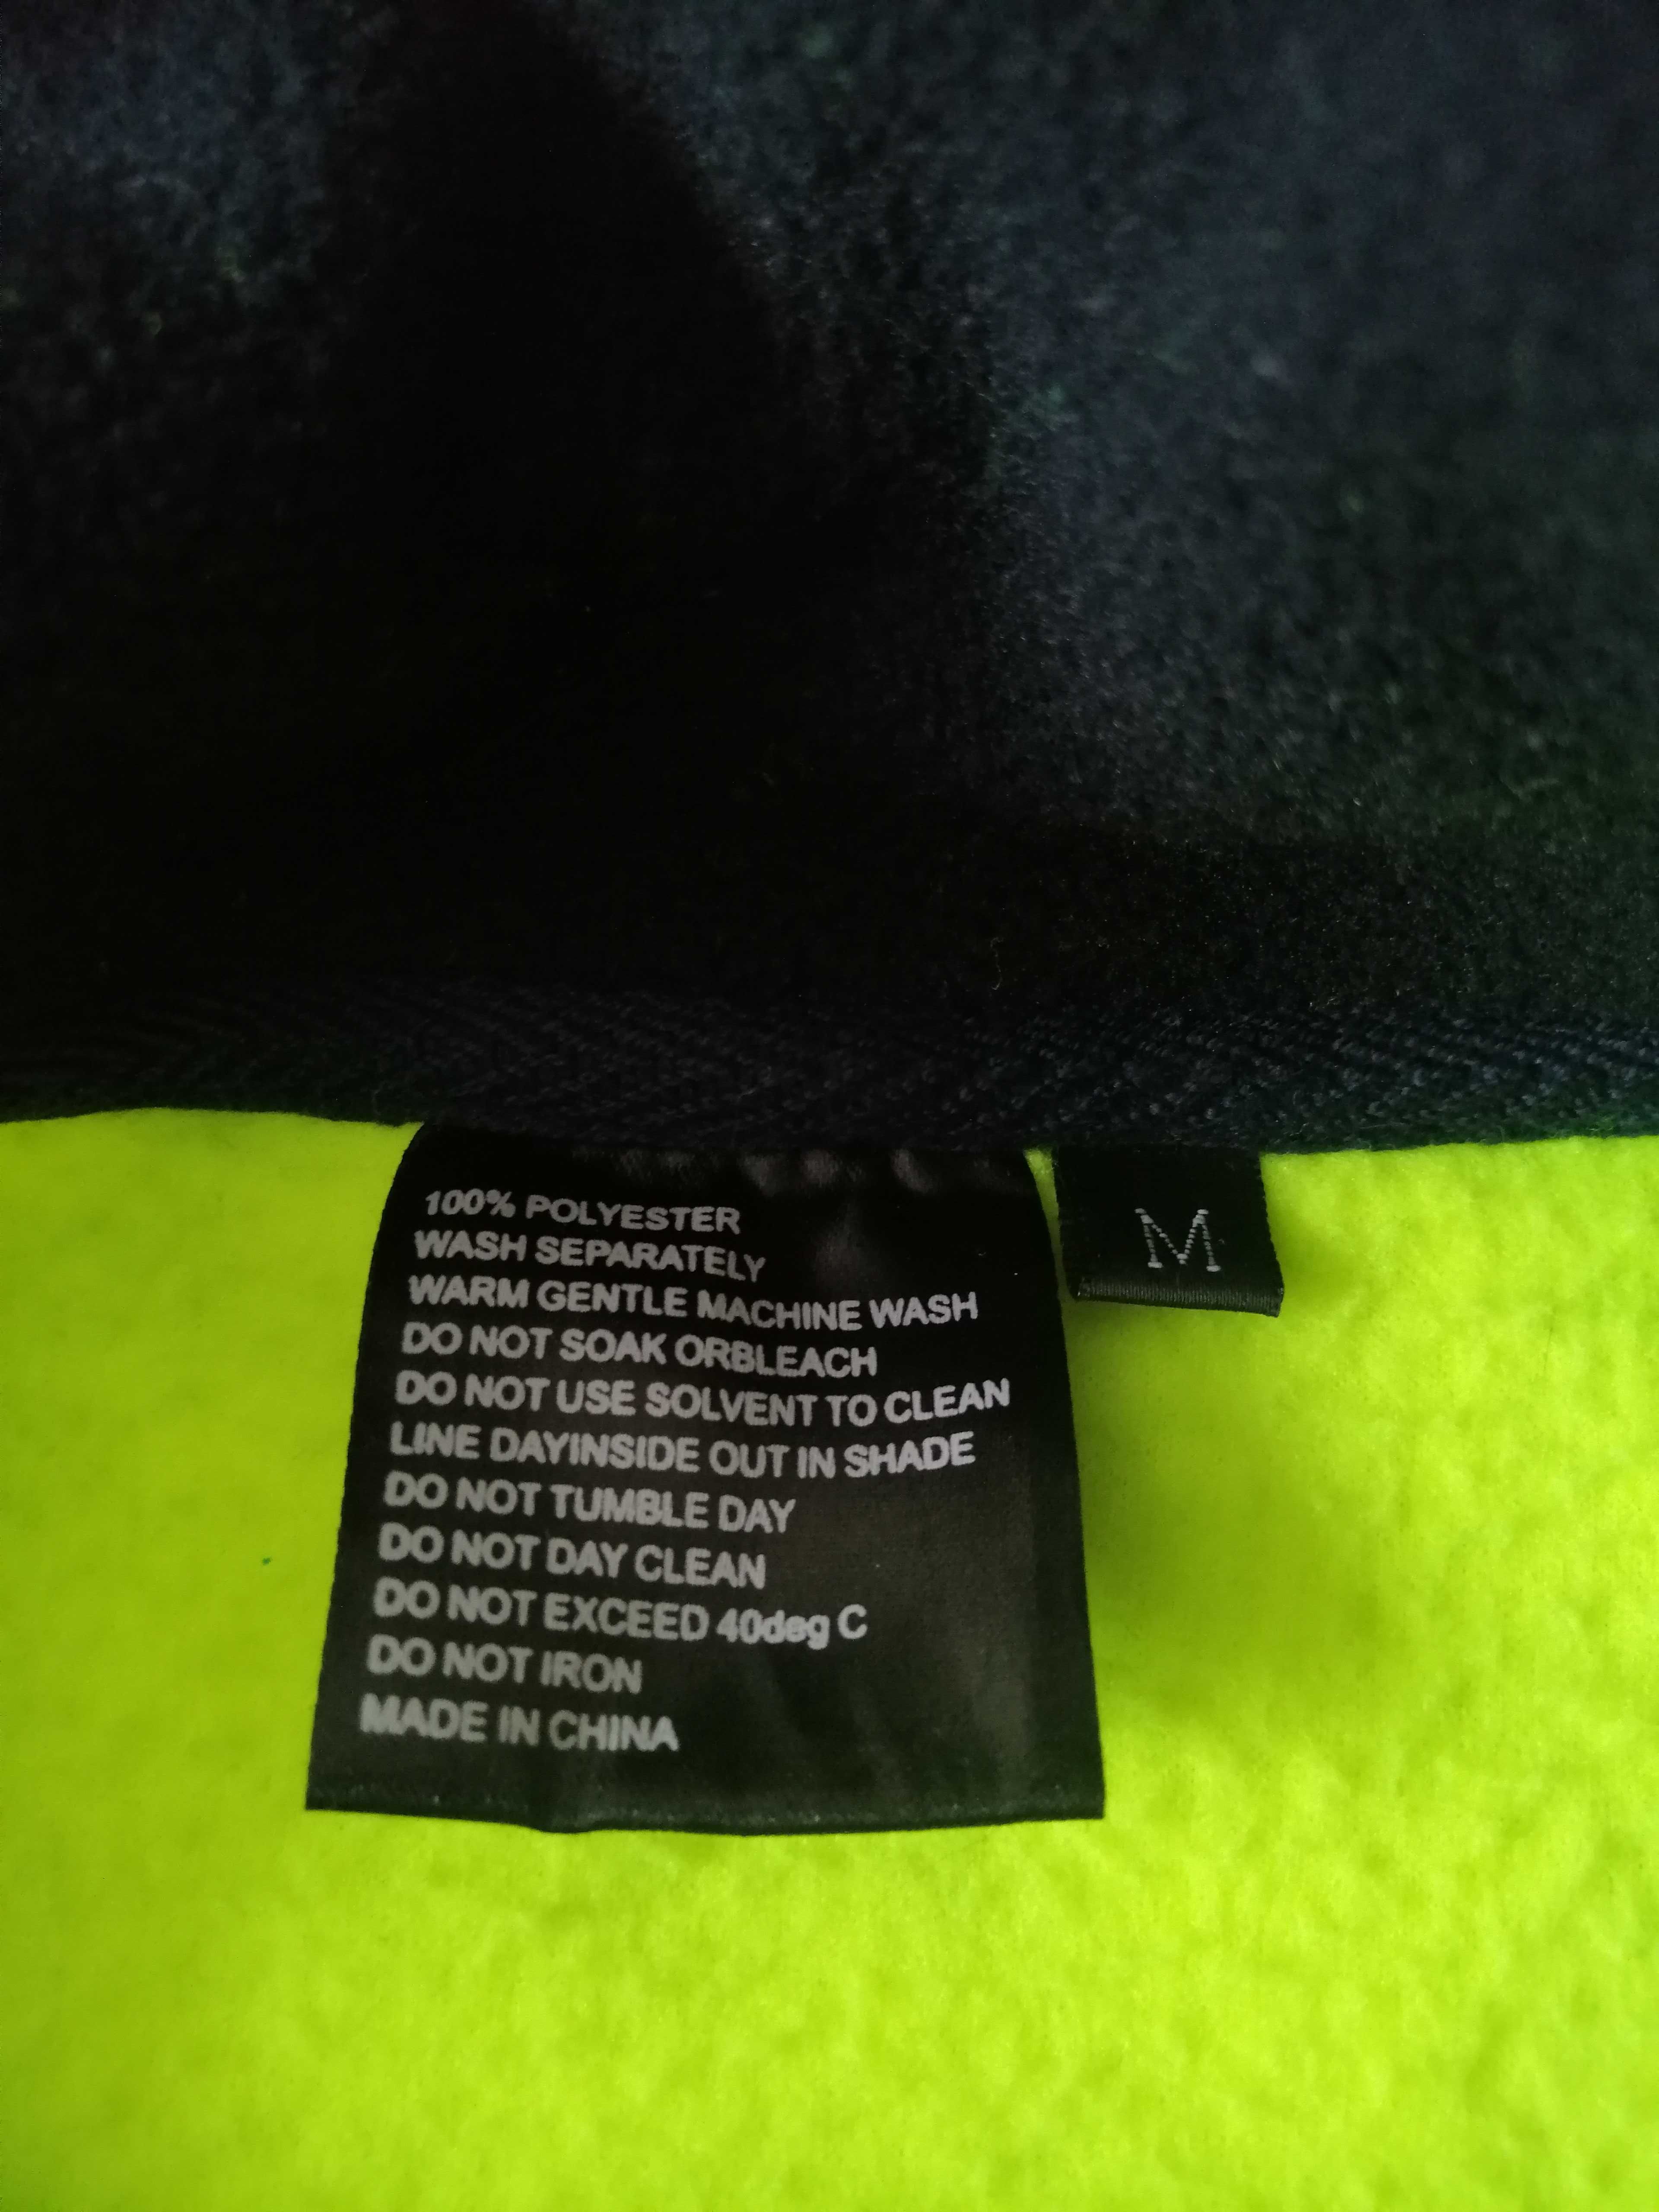 100% POLYESTER
WASH SEPARATELY
WARM GENTLE MACHINE WASH
DO NOT SOAK ORBLEACH
DO NOT USE SOLVENT TO CLEAN
LINE DAYINSIDE OUT IN SHADE
DO NOT TUMBLE DAY
DO NOT DAY CLEAN
DO NOT EXCEED 40deg C
DO NOT IRON
MADE IN CHINA
M